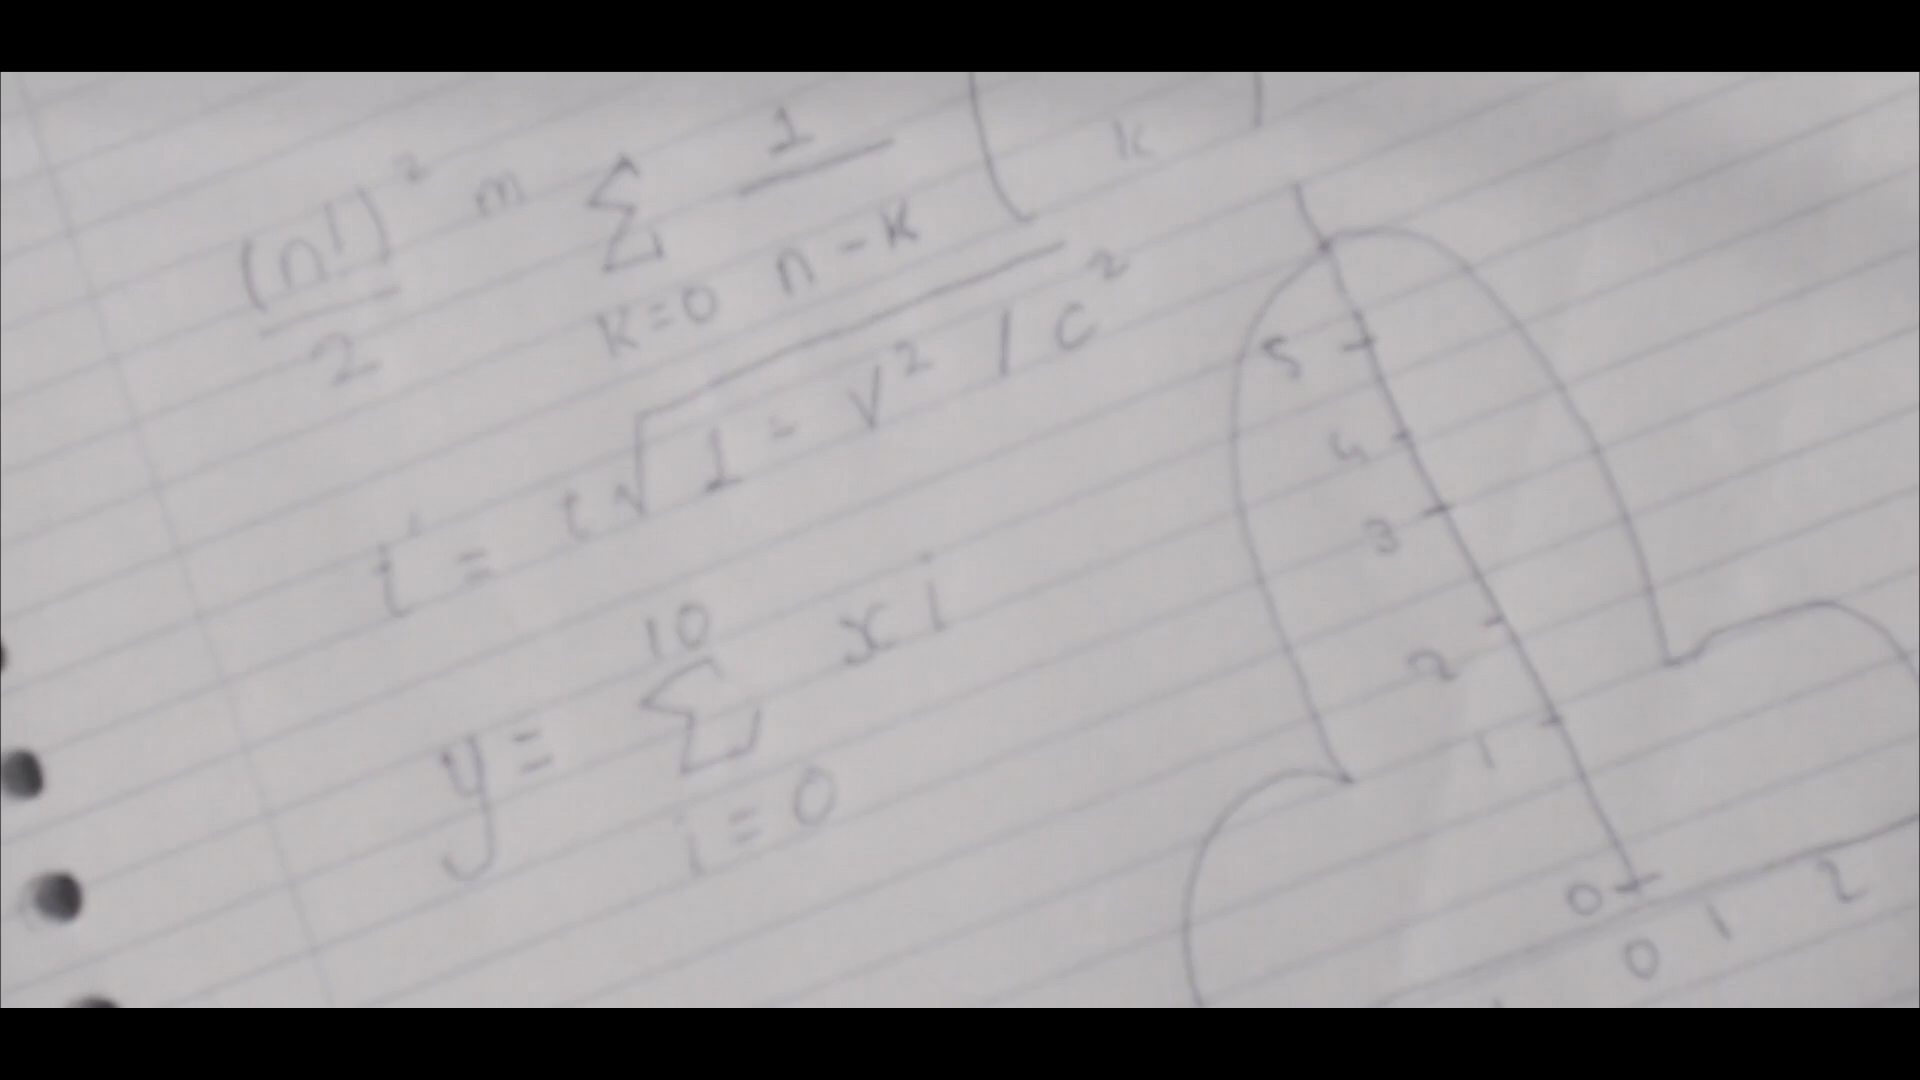 (n!)² m ∑ 1
2 k=0 n-k
k
t' = t√1-v²/c²
10
y = ∑ xi
i=0
5
4
3
2
1
0
0 1 2